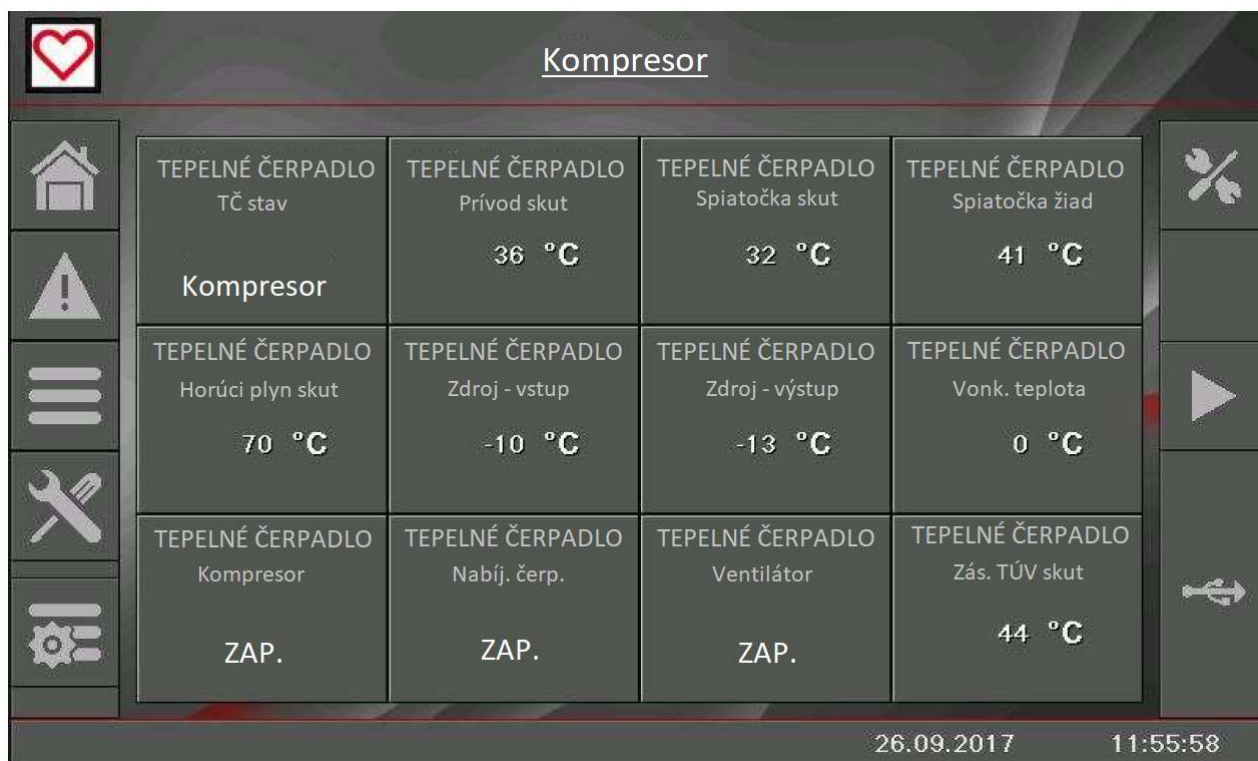 Kompresor
TEPELNÉ ČERPADLO
TČ stav
Kompresor
TEPELNÉ ČERPADLO
Prívod skut
36 °C
TEPELNÉ ČERPADLO
Spiatočka skut
32 °C
TEPELNÉ ČERPADLO
Spiatočka žiad
41 °C
TEPELNÉ ČERPADLO
Horúci plyn skut
70 °C
TEPELNÉ ČERPADLO
Zdroj - vstup
-10 °C
TEPELNÉ ČERPADLO
Zdroj - výstup
-13 °C
TEPELNÉ ČERPADLO
Vonk. teplota
0 °C
TEPELNÉ ČERPADLO
Kompresor
ZAP.
TEPELNÉ ČERPADLO
Nabíj. čerp.
ZAP.
TEPELNÉ ČERPADLO
Ventilátor
ZAP.
TEPELNÉ ČERPADLO
Zás. TÚV skut
44 °C
26.09.2017 11:55:58